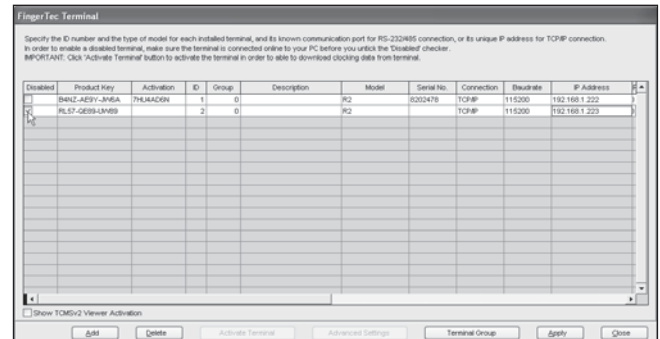 FingerTec Terminal
Specify the ID number and the type of model for each installed terminal, and its known communication port for RS-232/485 connection, or its unique IP address for TCP/IP connection.
In order to enable a disabled terminal, make sure the terminal is connected online to your PC before you untick the 'Disabled' checker.
IMPORTANT: Click 'Activate Terminal' button to activate the terminal in order to able to download clocking data from terminal.
Disabled Product Key Activation ID Group Description Model Serial No. Connection Baudrate IP Address
7HU4AD6N 1 0 R2 8202478 TCP/IP 115200 192.168.1.222
2 0 R2 TCP/IP 115200 192.168.1.223
Show TCMSv2 Viewer Activation
Add Delete Activate Terminal Advanced Settings Terminal Group Apply Close